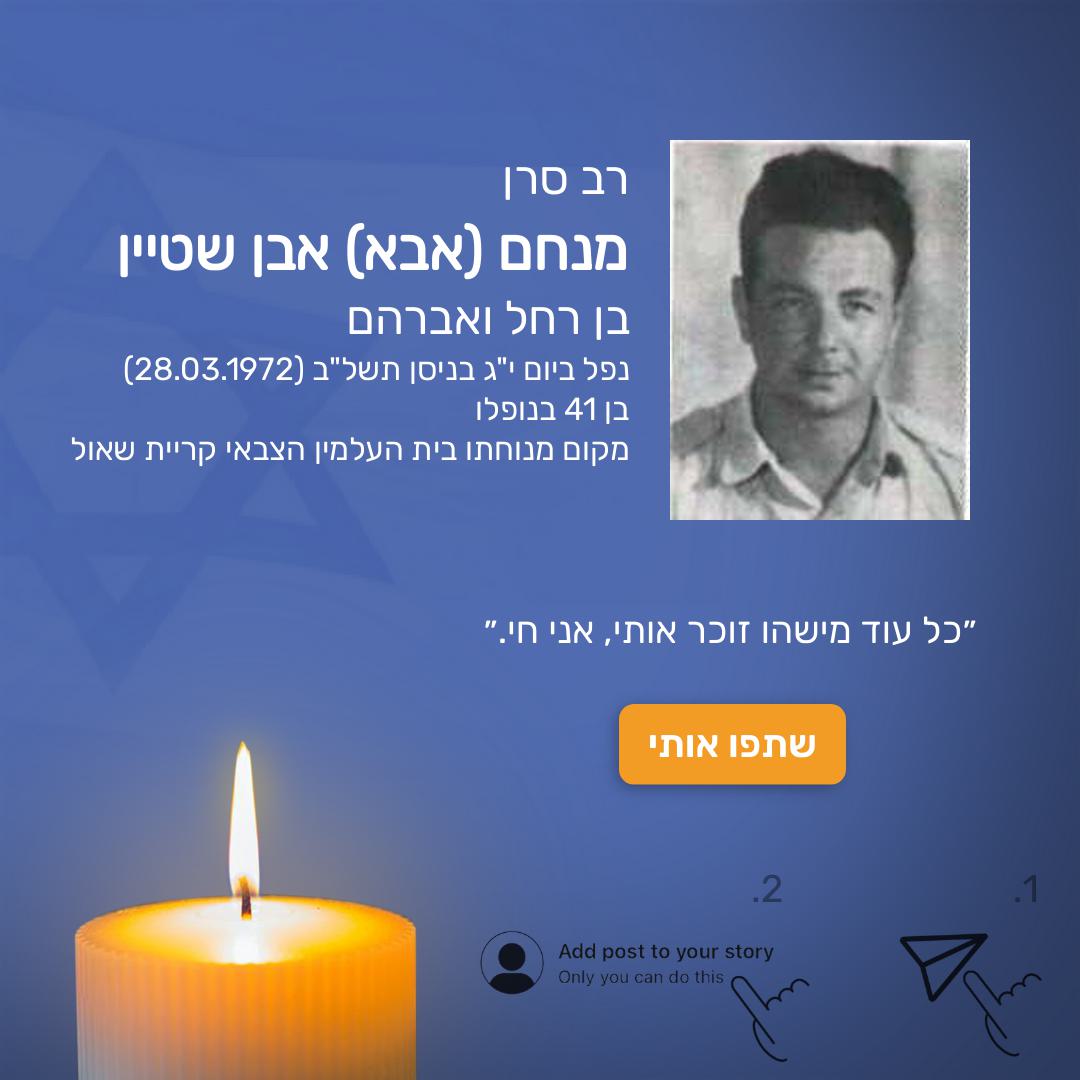 רב סרן
מנחם (אבא) אבן שטיין
בן רחל ואברהם
נפל ביום י"ג בניסן תשל"ב (28.03.1972)
בן 41 בנופלו
מקום מנוחתו בית העלמין הצבאי קריית שאול
״כל עוד מישהו זוכר אותי, אני חי.״
שתפו אותי
1.
2.
Add post to your story
Only you can do this